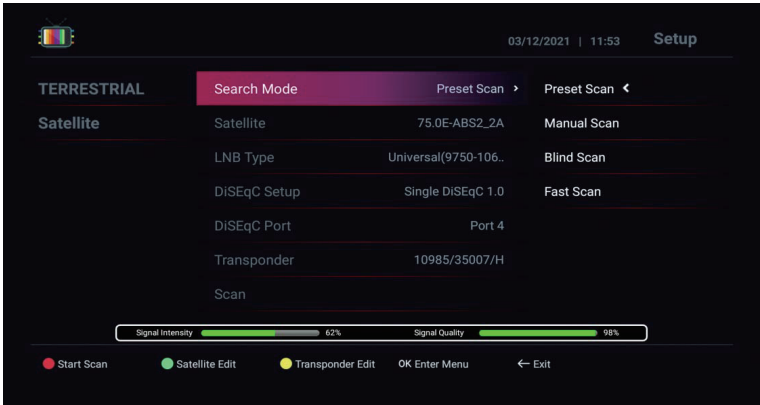 03/12/2021 | 11:53 Setup
TERRESTRIAL
Satellite
Search Mode Preset Scan >
Satellite 75.0E-ABS2_2A
LNB Type Universal(9750-106..
DiSEqC Setup Single DiSEqC 1.0
DiSEqC Port Port 4
Transponder 10985/35007/H
Scan
Preset Scan <
Manual Scan
Blind Scan
Fast Scan
Signal Intensity 62% Signal Quality 98%
Start Scan Satellite Edit Transponder Edit OK Enter Menu ← Exit